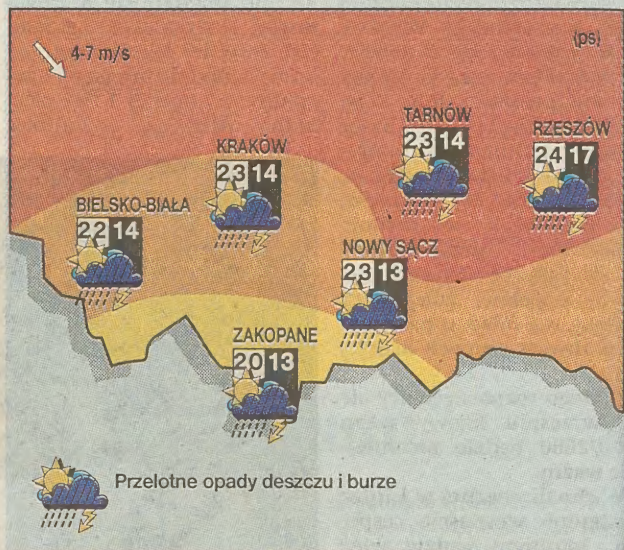 4-7 m/s
(ps)
TARNÓW
23 14
RZESZÓW
24 17
KRAKÓW
23 14
BIELSKO-BIAŁA
22 14
NOWY SĄCZ
23 13
ZAKOPANE
20 13
Przelotne opady deszczu i burze